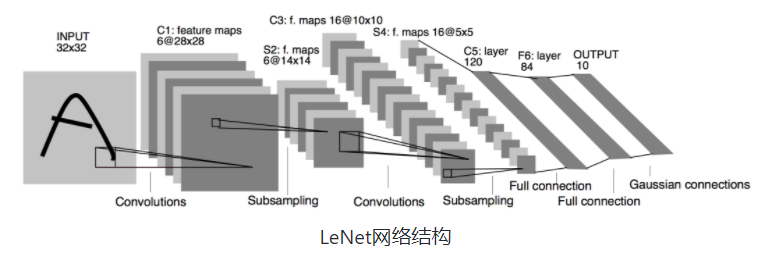 INPUT
32x32
C1: feature maps
6@28x28
S2: f. maps
6@14x14
C3: f. maps 16@10x10
S4: f. maps 16@5x5
C5: layer
120
F6: layer
84
OUTPUT
10
Convolutions
Subsampling
Convolutions
Subsampling
Full connection
Full connection
Gaussian connections
LeNet网络结构